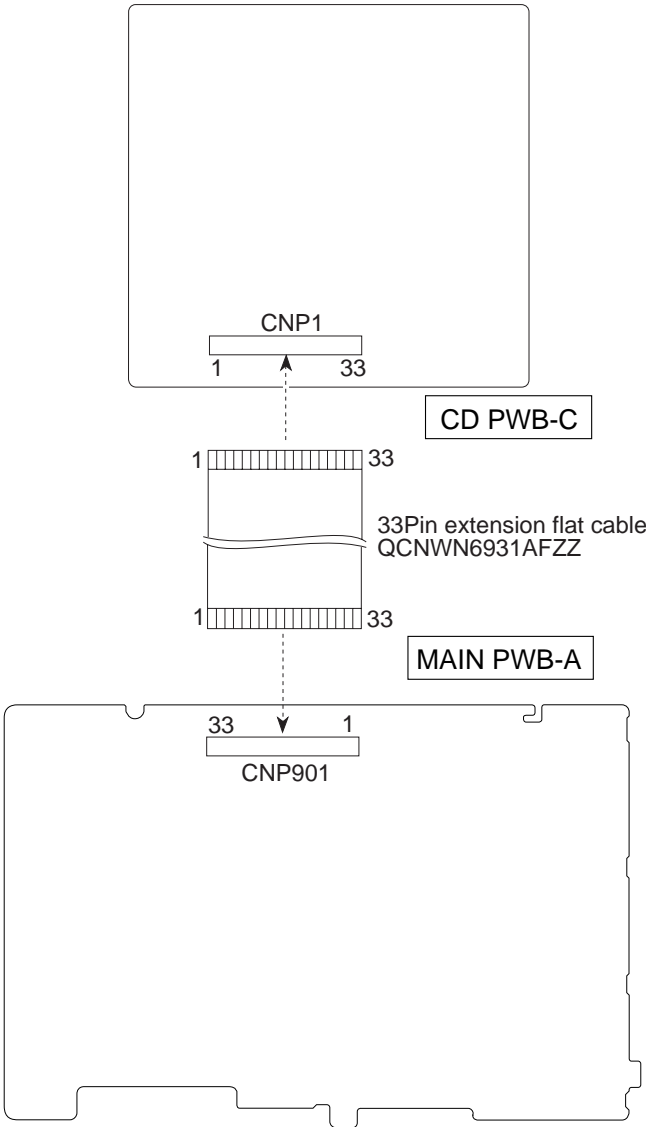 CNP1
1 33
CD PWB-C
1 33
33Pin extension flat cable
QCNWN6931AFZZ
1 33
MAIN PWB-A
33 1
CNP901